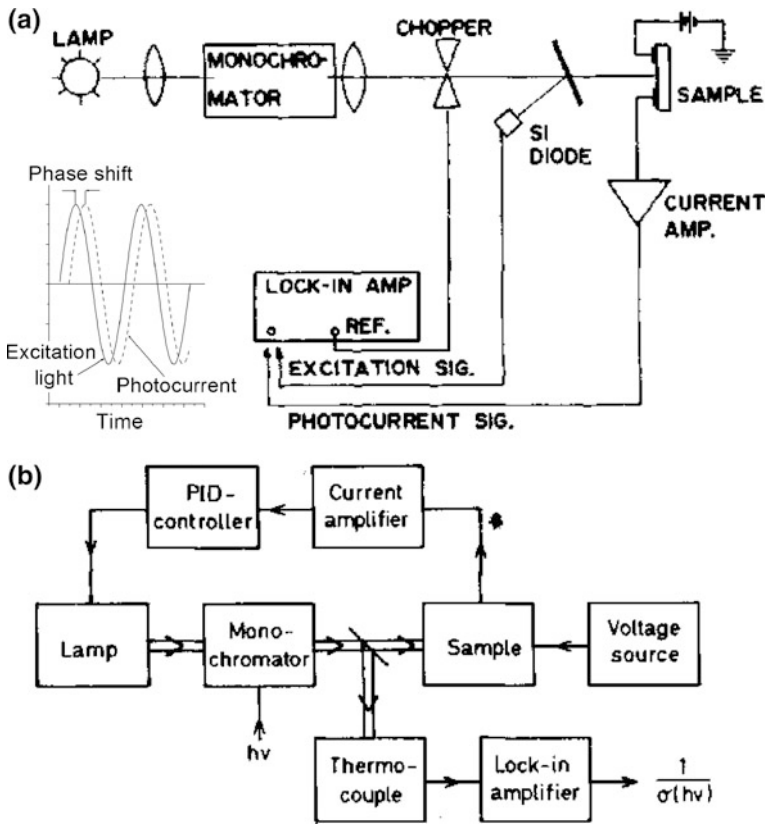 (a)
LAMP
MONOCHRO-
MATOR
CHOPPER
SAMPLE
SI
DIODE
CURRENT
AMP.
Phase shift
Excitation
light
Photocurrent
Time
LOCK-IN AMP
REF.
EXCITATION SIG.
PHOTOCURRENT SIG.
(b)
PID-
controller
Current
amplifier
Lamp
Mono-
chromator
Sample
Voltage
source
hν
Thermo-
couple
Lock-in
amplifier
1
σ(hν)